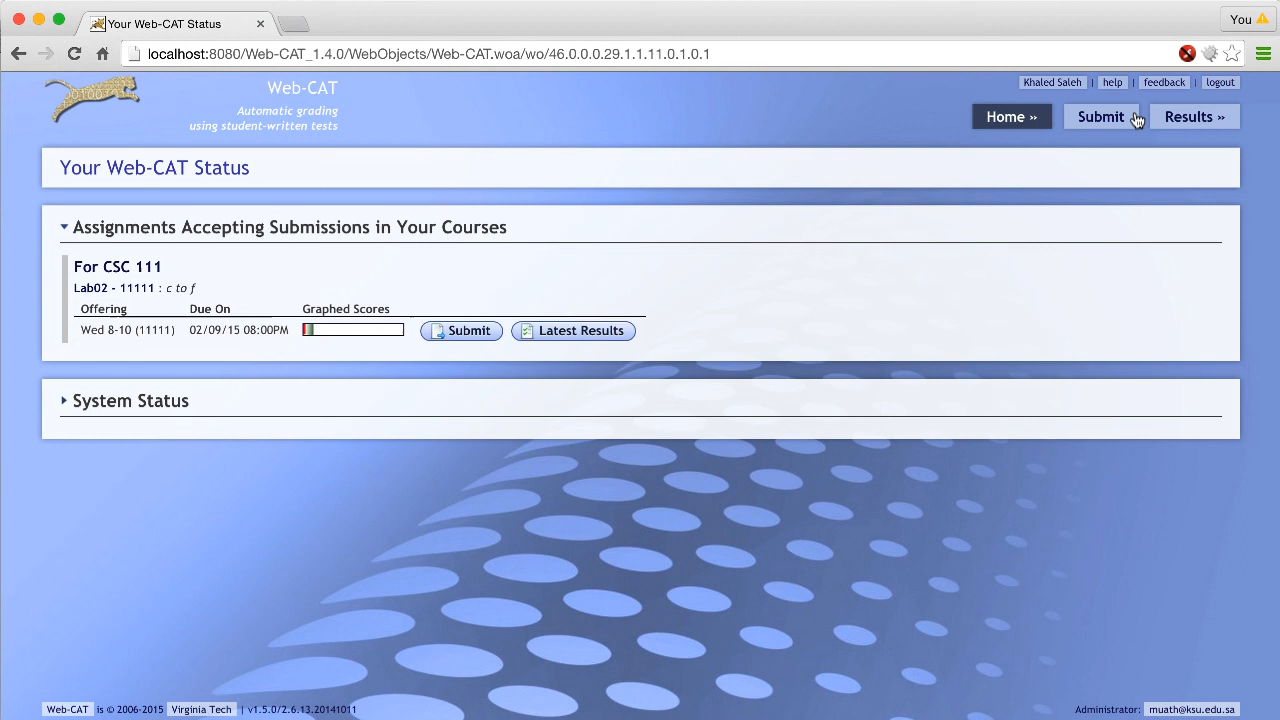 Your Web-CAT Status
You
localhost:8080/Web-CAT_1.4.0/WebObjects/Web-CAT.woa/wo/46.0.0.0.29.1.1.11.0.1.0.1
Khaled Saleh | help | feedback | logout
Web-CAT
Automatic grading
using student-written tests
Home »
Submit
Results »
Your Web-CAT Status
Assignments Accepting Submissions in Your Courses
For CSC 111
Lab02 - 11111 : c to f
Offering Due On Graphed Scores
Wed 8-10 (11111) 02/09/15 08:00PM Submit Latest Results
System Status
Web-CAT is © 2006-2015 Virginia Tech | v1.5.0/2.6.13.20141011
Administrator: muath@ksu.edu.sa